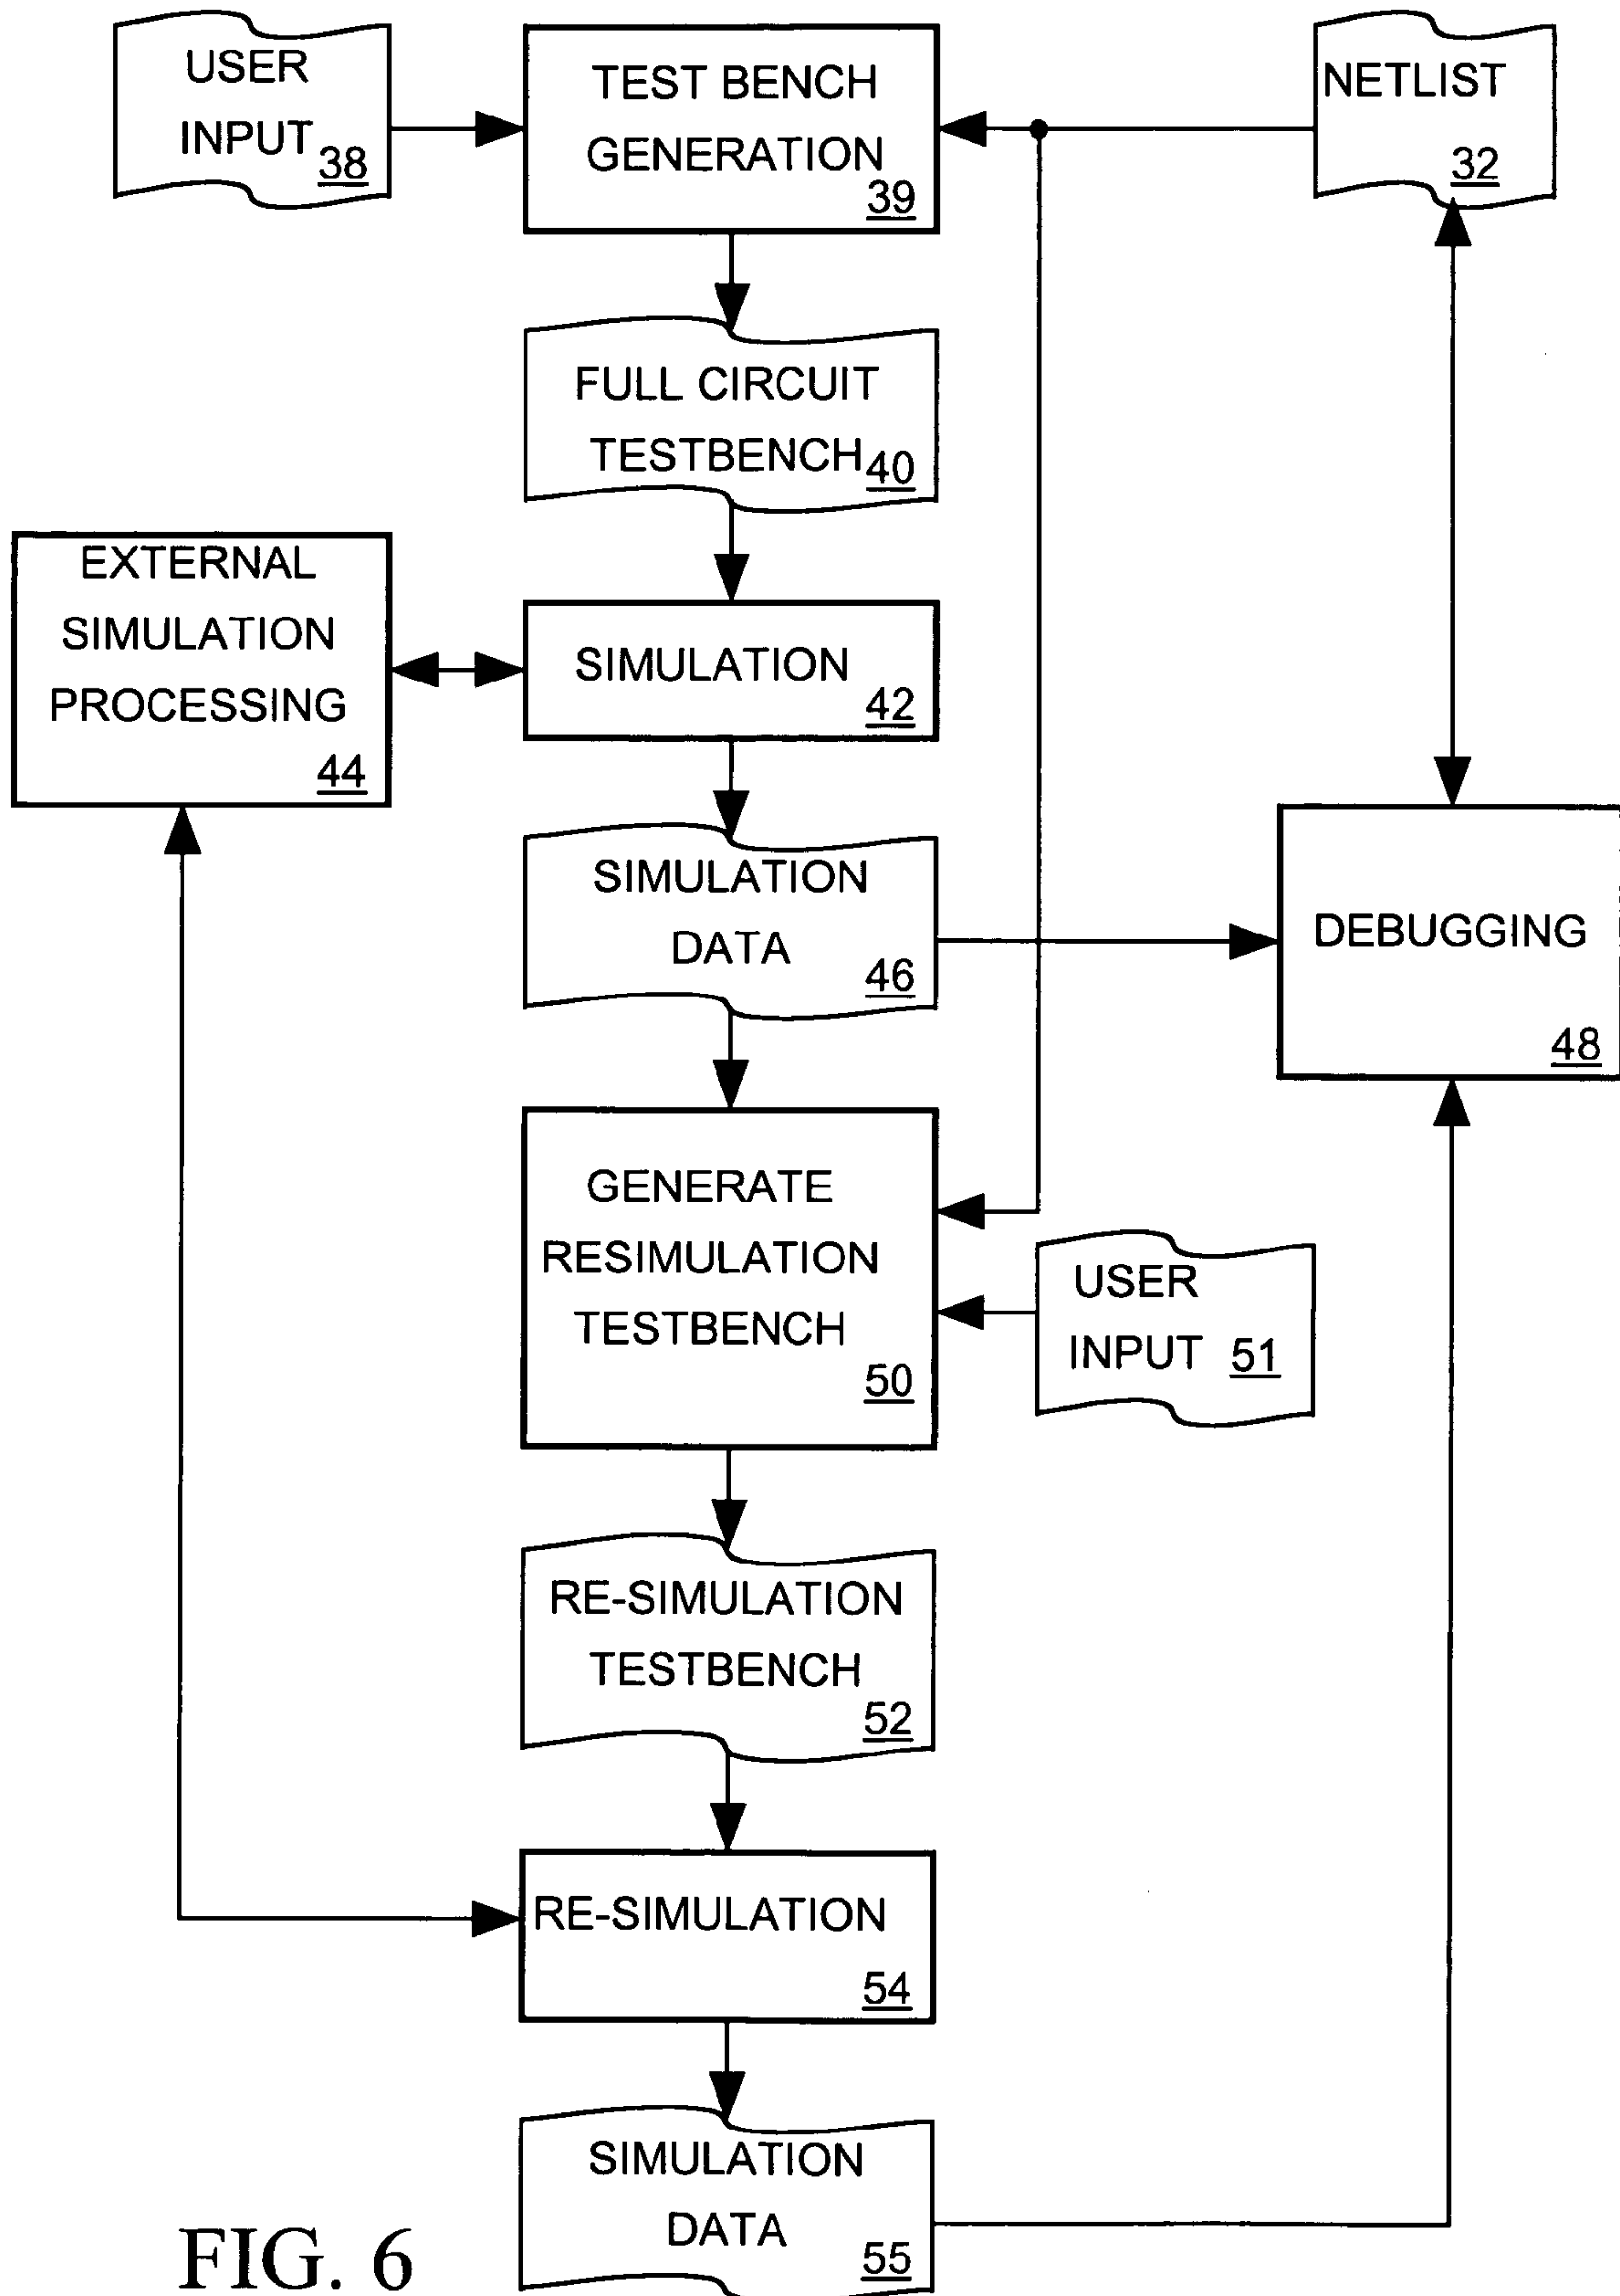 USER
INPUT 38
TEST BENCH
GENERATION
39
NETLIST
32
FULL CIRCUIT
TESTBENCH 40
EXTERNAL
SIMULATION
PROCESSING
44
SIMULATION
42
SIMULATION
DATA
46
DEBUGGING
48
GENERATE
RESIMULATION
TESTBENCH
50
USER
INPUT 51
RE-SIMULATION
TESTBENCH
52
RE-SIMULATION
54
SIMULATION
DATA
55
FIG. 6